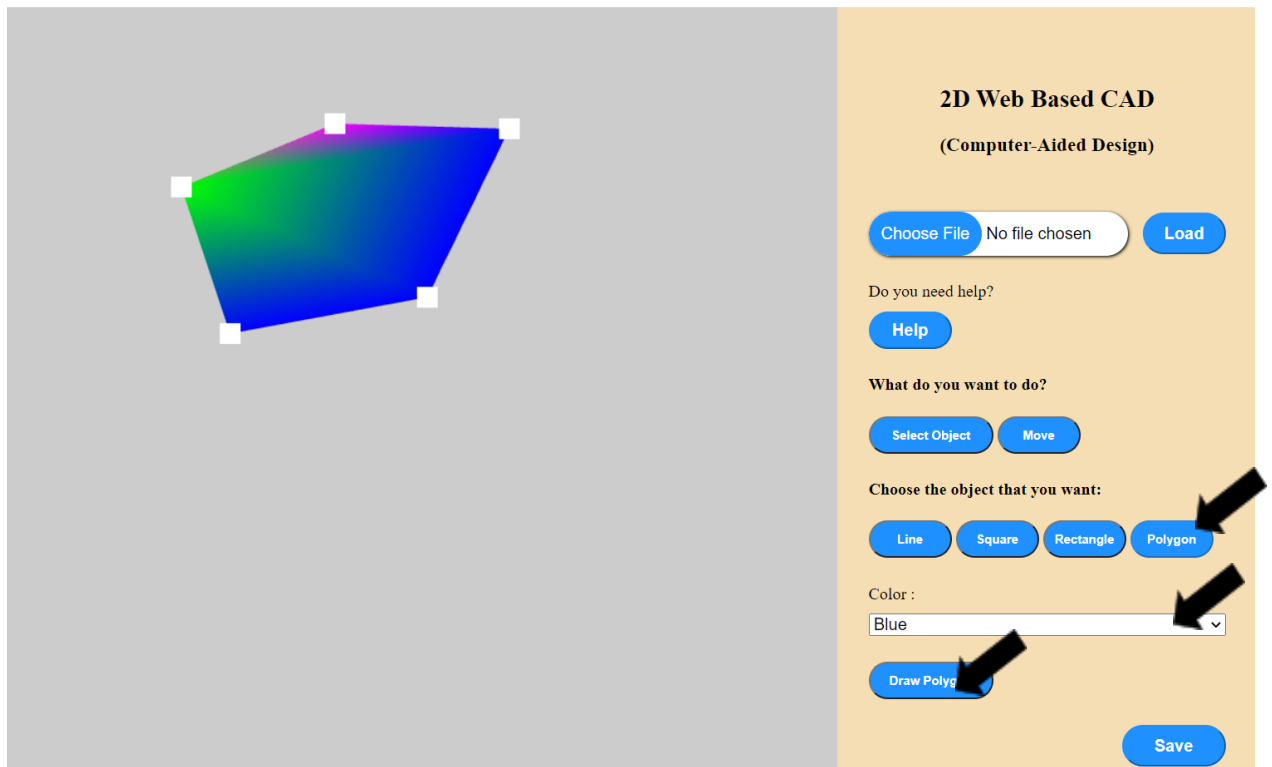 2D Web Based CAD
(Computer-Aided Design)
Choose File No file chosen Load
Do you need help?
Help
What do you want to do?
Select Object Move
Choose the object that you want:
Line Square Rectangle Polygon
Color :
Blue
Draw
Save